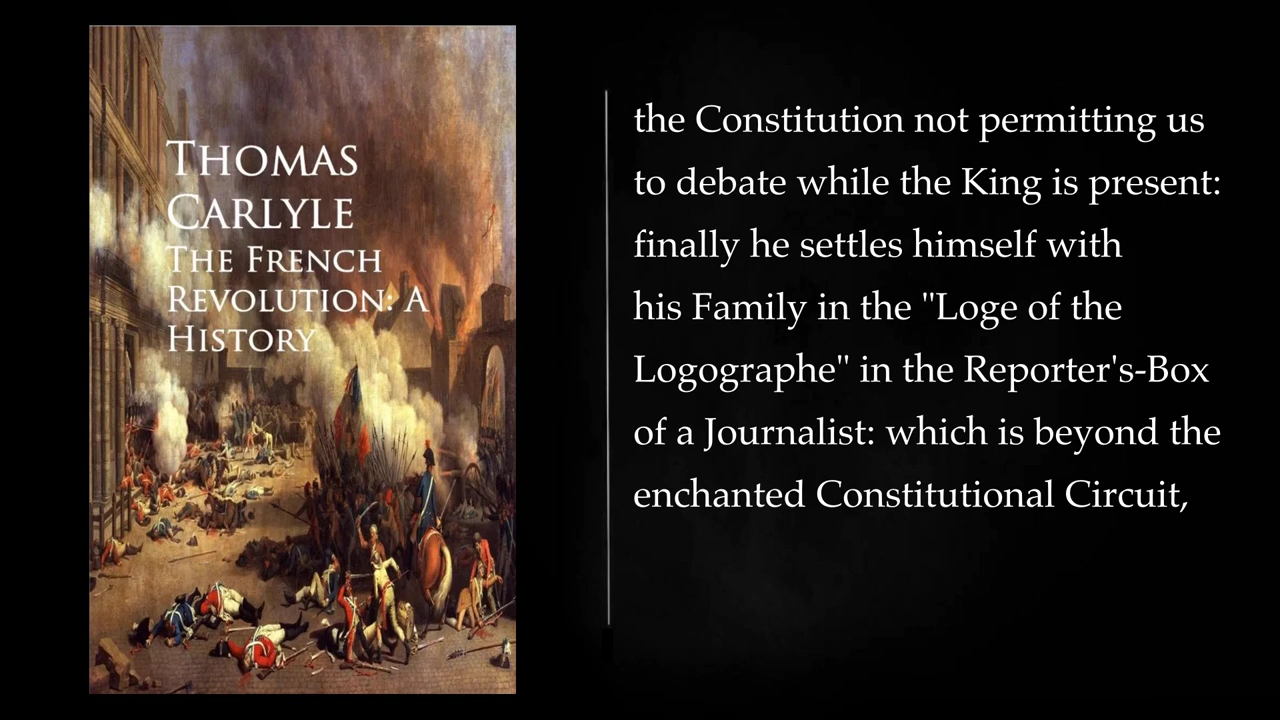 THOMAS
CARLYLE
THE FRENCH
REVOLUTION: A
HISTORY
the Constitution not permitting us
to debate while the King is present:
finally he settles himself with
his Family in the "Loge of the
Logographe" in the Reporter's-Box
of a Journalist: which is beyond the
enchanted Constitutional Circuit,